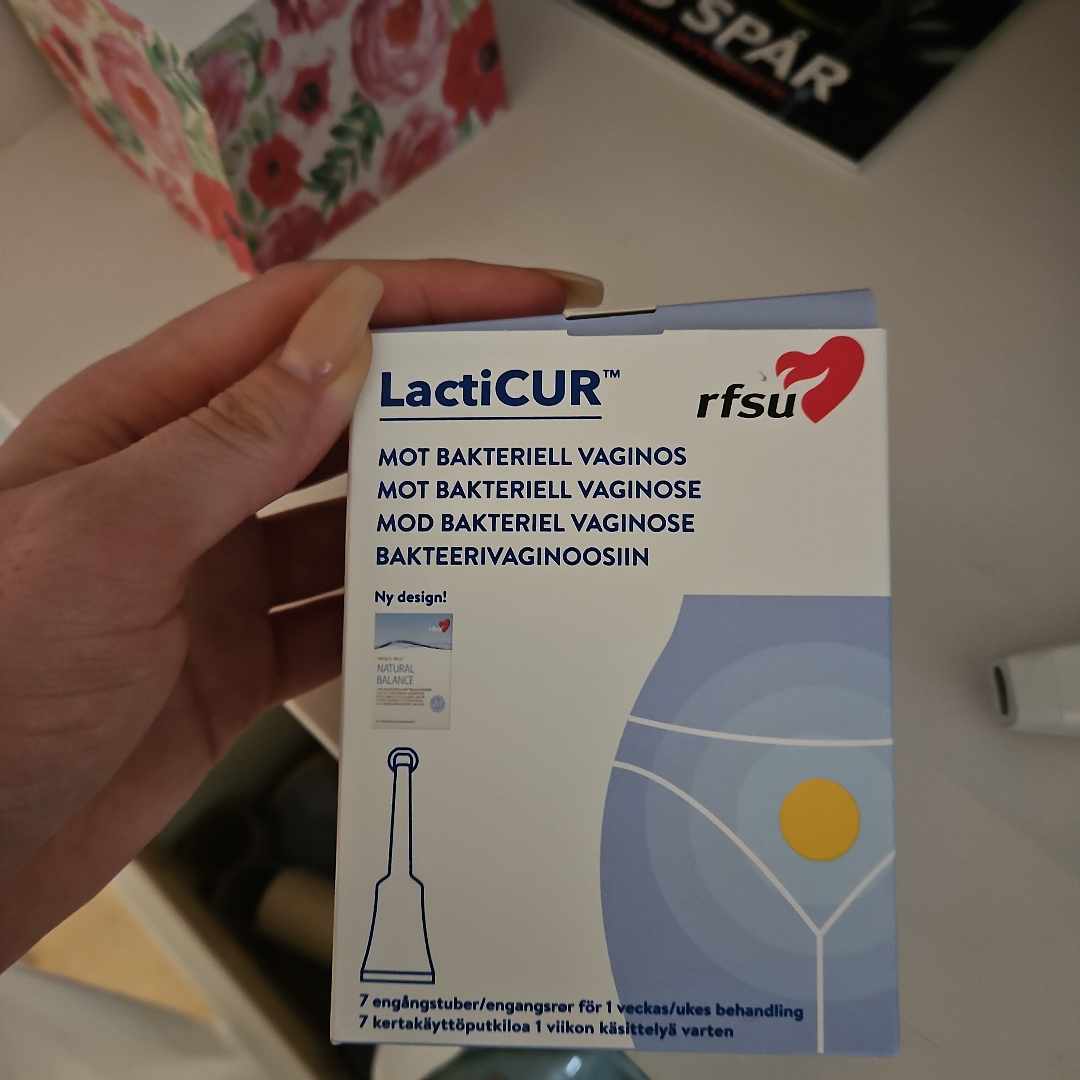 SPÅR
LactiCUR™
rfsu
MOT BAKTERIELL VAGINOS
MOT BAKTERIELL VAGINOSE
MOD BAKTERIEL VAGINOSE
BAKTEERIVAGINOOSIIN
Ny design!
NATURAL
BALANCE
7 engångstuber/engangsrør för 1 veckas/ukes behandling
7 kertakäyttöputkiloa 1 viikon käsittelyä varten